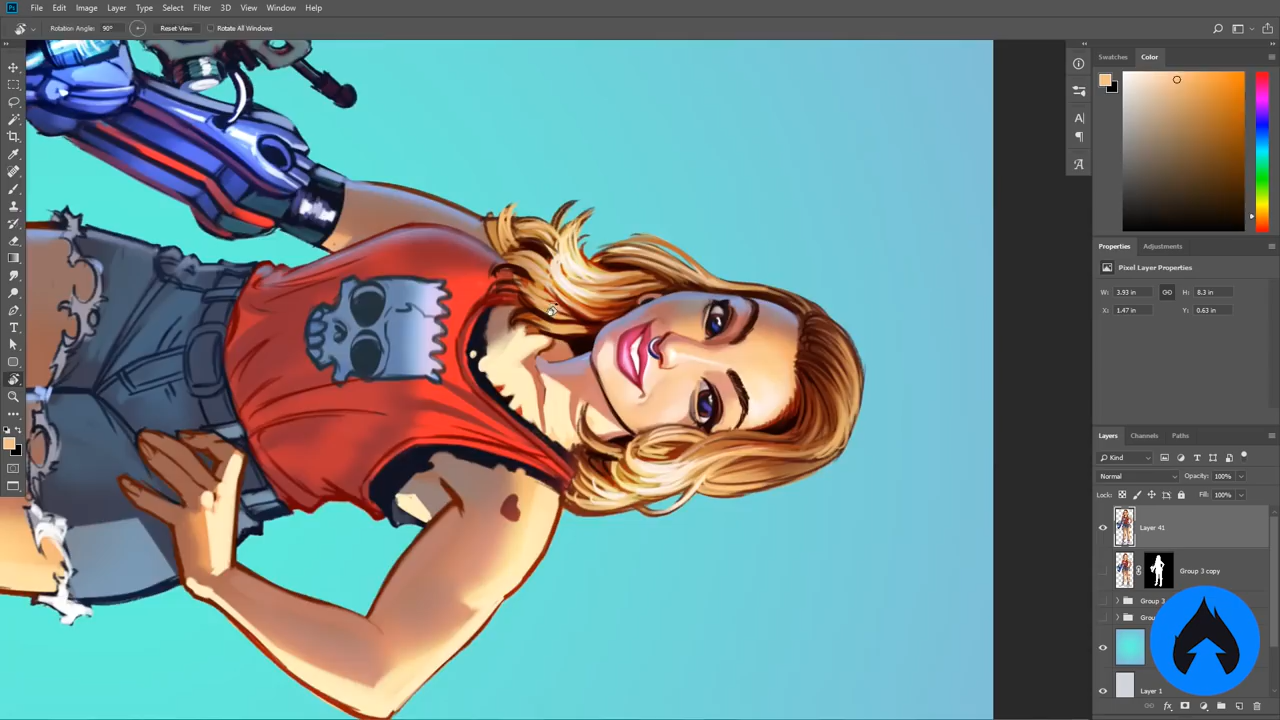 Ps File Edit Image Layer Type Select Filter 3D View Window Help
Rotation Angle: 90° Reset View Rotate All Windows
Swatches Color
Properties Adjustments
Pixel Layer Properties
W: 3.93 in H: 8.3 in
X: 1.47 in Y: 0.63 in
Layers Channels Paths
Kind
Normal Opacity: 100%
Lock: Fill: 100%
Layer 41
Group 3 copy
Group 3
Grou
Layer 1